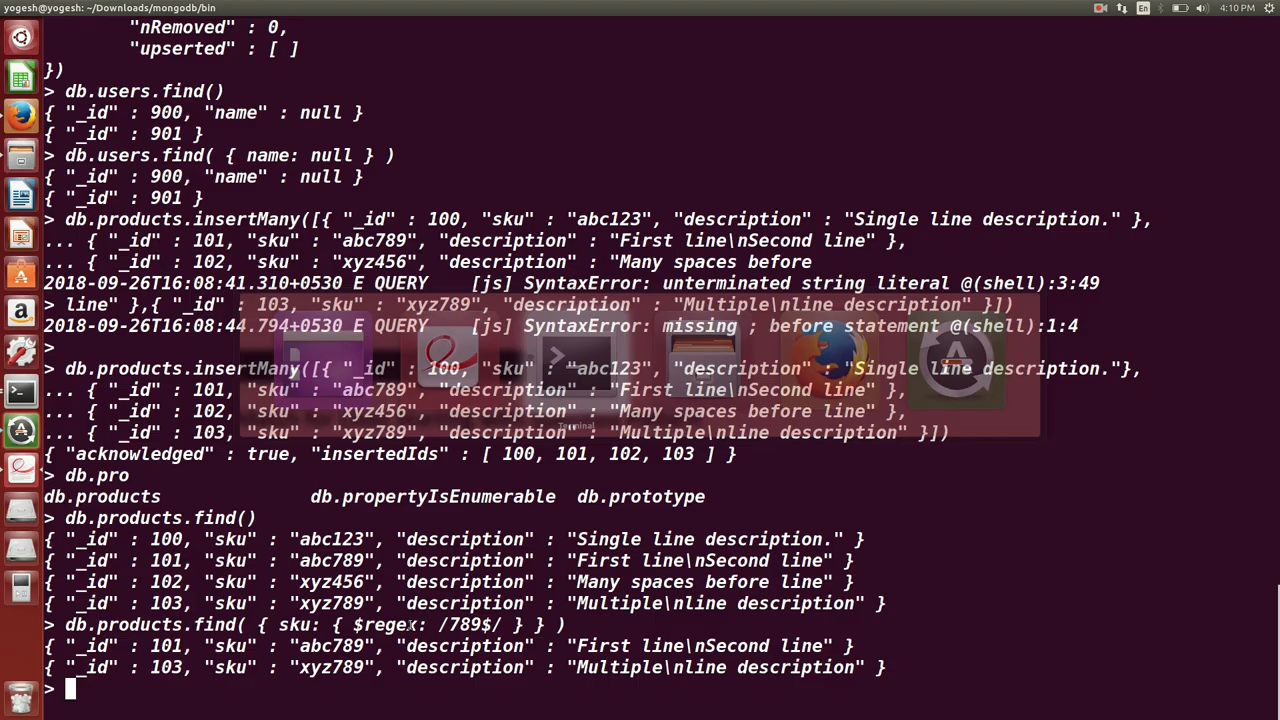 yogesh@yogesh: ~/Downloads/mongodb/bin
En
4:10 PM
"nRemoved" : 0,
"upserted" : [ ]
})
> db.users.find()
{ "_id" : 900, "name" : null }
{ "_id" : 901 }
> db.users.find( { name: null } )
{ "_id" : 900, "name" : null }
{ "_id" : 901 }
> db.products.insertMany([{ "_id" : 100, "sku" : "abc123", "description" : "Single line description." },
... { "_id" : 101, "sku" : "abc789", "description" : "First line\nSecond line" },
... { "_id" : 102, "sku" : "xyz456", "description" : "Many spaces before
2018-09-26T16:08:41.310+0530 E QUERY    [js] SyntaxError: unterminated string literal @(shell):3:49
> line" },{ "_id" : 103, "sku" : "xyz789", "description" : "Multiple\nline description" }])
2018-09-26T16:08:44.794+0530 E QUERY    [js] SyntaxError: missing ; before statement @(shell):1:4
>
> db.products.insertMany([{ "_id" : 100, "sku" : "abc123", "description" : "Single line description."},
... { "_id" : 101, "sku" : "abc789", "description" : "First line\nSecond line" },
... { "_id" : 102, "sku" : "xyz456", "description" : "Many spaces before line" },
... { "_id" : 103, "sku" : "xyz789", "description" : "Multiple\nline description" }])
Terminal
{ "acknowledged" : true, "insertedIds" : [ 100, 101, 102, 103 ] }
> db.pro
db.products              db.propertyIsEnumerable  db.prototype
> db.products.find()
{ "_id" : 100, "sku" : "abc123", "description" : "Single line description." }
{ "_id" : 101, "sku" : "abc789", "description" : "First line\nSecond line" }
{ "_id" : 102, "sku" : "xyz456", "description" : "Many spaces before line" }
{ "_id" : 103, "sku" : "xyz789", "description" : "Multiple\nline description" }
> db.products.find( { sku: { $regex: /789$/ } } )
{ "_id" : 101, "sku" : "abc789", "description" : "First line\nSecond line" }
{ "_id" : 103, "sku" : "xyz789", "description" : "Multiple\nline description" }
>